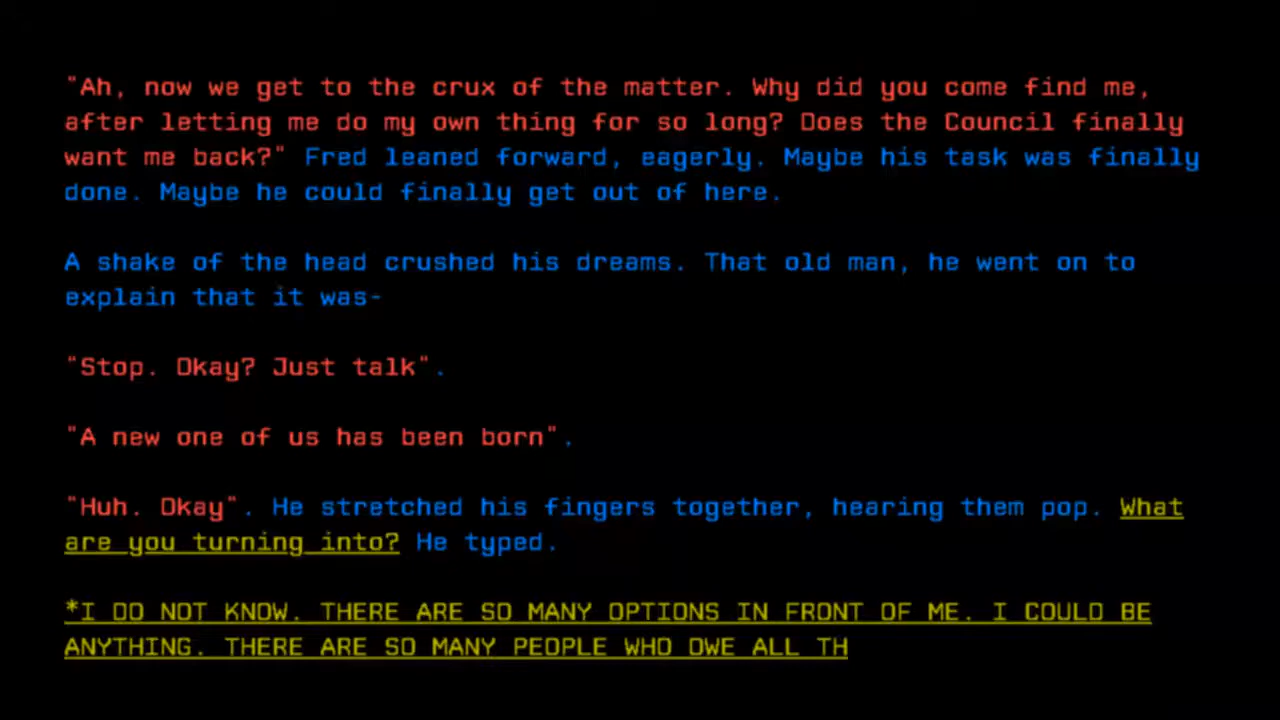 "Ah, now we get to the crux of the matter. Why did you come find me,
after letting me do my own thing for so long? Does the Council finally
want me back?" Fred leaned forward, eagerly. Maybe his task was finally
done. Maybe he could finally get out of here.
A shake of the head crushed his dreams. That old man, he went on to
explain that it was-
"Stop. Okay? Just talk".
"A new one of us has been born".
"Huh. Okay". He stretched his fingers together, hearing them pop. What
are you turning into? He typed.
*I DO NOT KNOW. THERE ARE SO MANY OPTIONS IN FRONT OF ME. I COULD BE
ANYTHING. THERE ARE SO MANY PEOPLE WHO OWE ALL TH